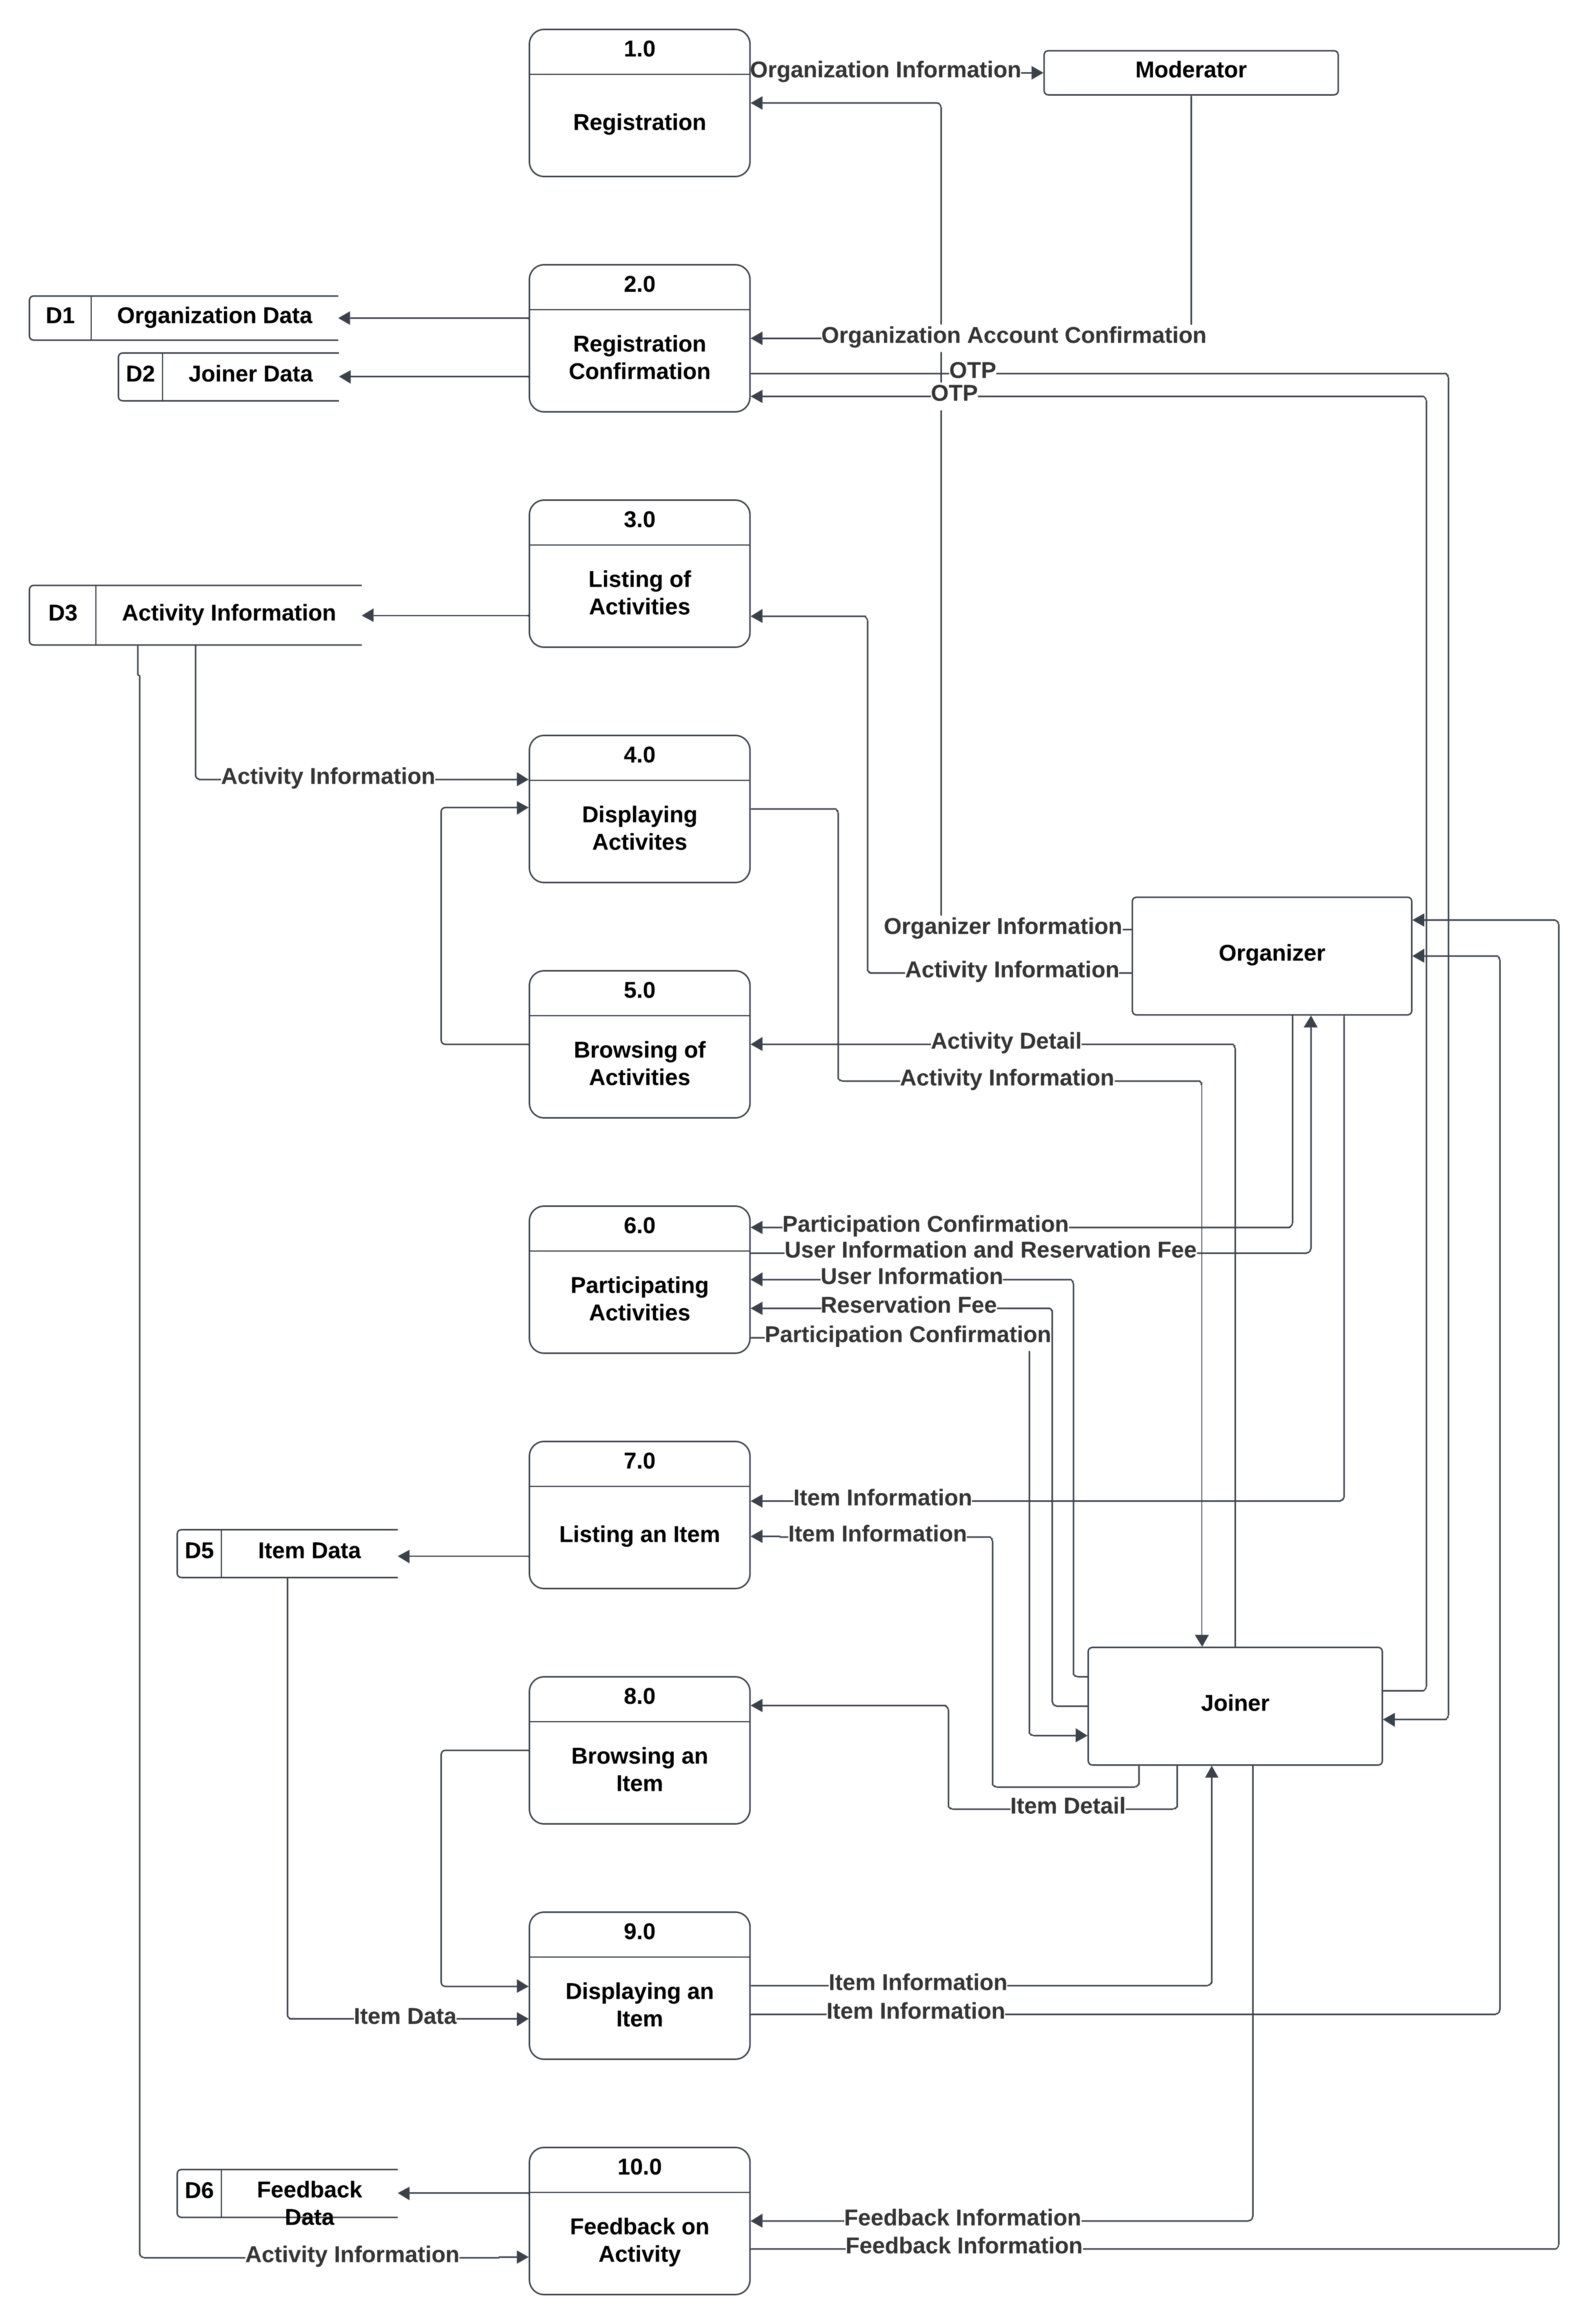 1.0
Registration
Organization Information
Moderator
2.0
Registration
Confirmation
D1
Organization Data
D2
Joiner Data
Organization Account Confirmation
OTP
OTP
3.0
Listing of
Activities
D3
Activity Information
4.0
Displaying
Activites
Activity Information
Organizer Information
Organizer
Activity Information
5.0
Browsing of
Activities
Activity Detail
Activity Information
6.0
Participating
Activities
Participation Confirmation
User Information and Reservation Fee
User Information
Reservation Fee
Participation Confirmation
7.0
Listing an Item
Item Information
Item Information
D5
Item Data
8.0
Browsing an
Item
Joiner
Item Detail
9.0
Displaying an
Item
Item Information
Item Information
Item Data
10.0
Feedback on
Activity
D6
Feedback
Data
Feedback Information
Feedback Information
Activity Information